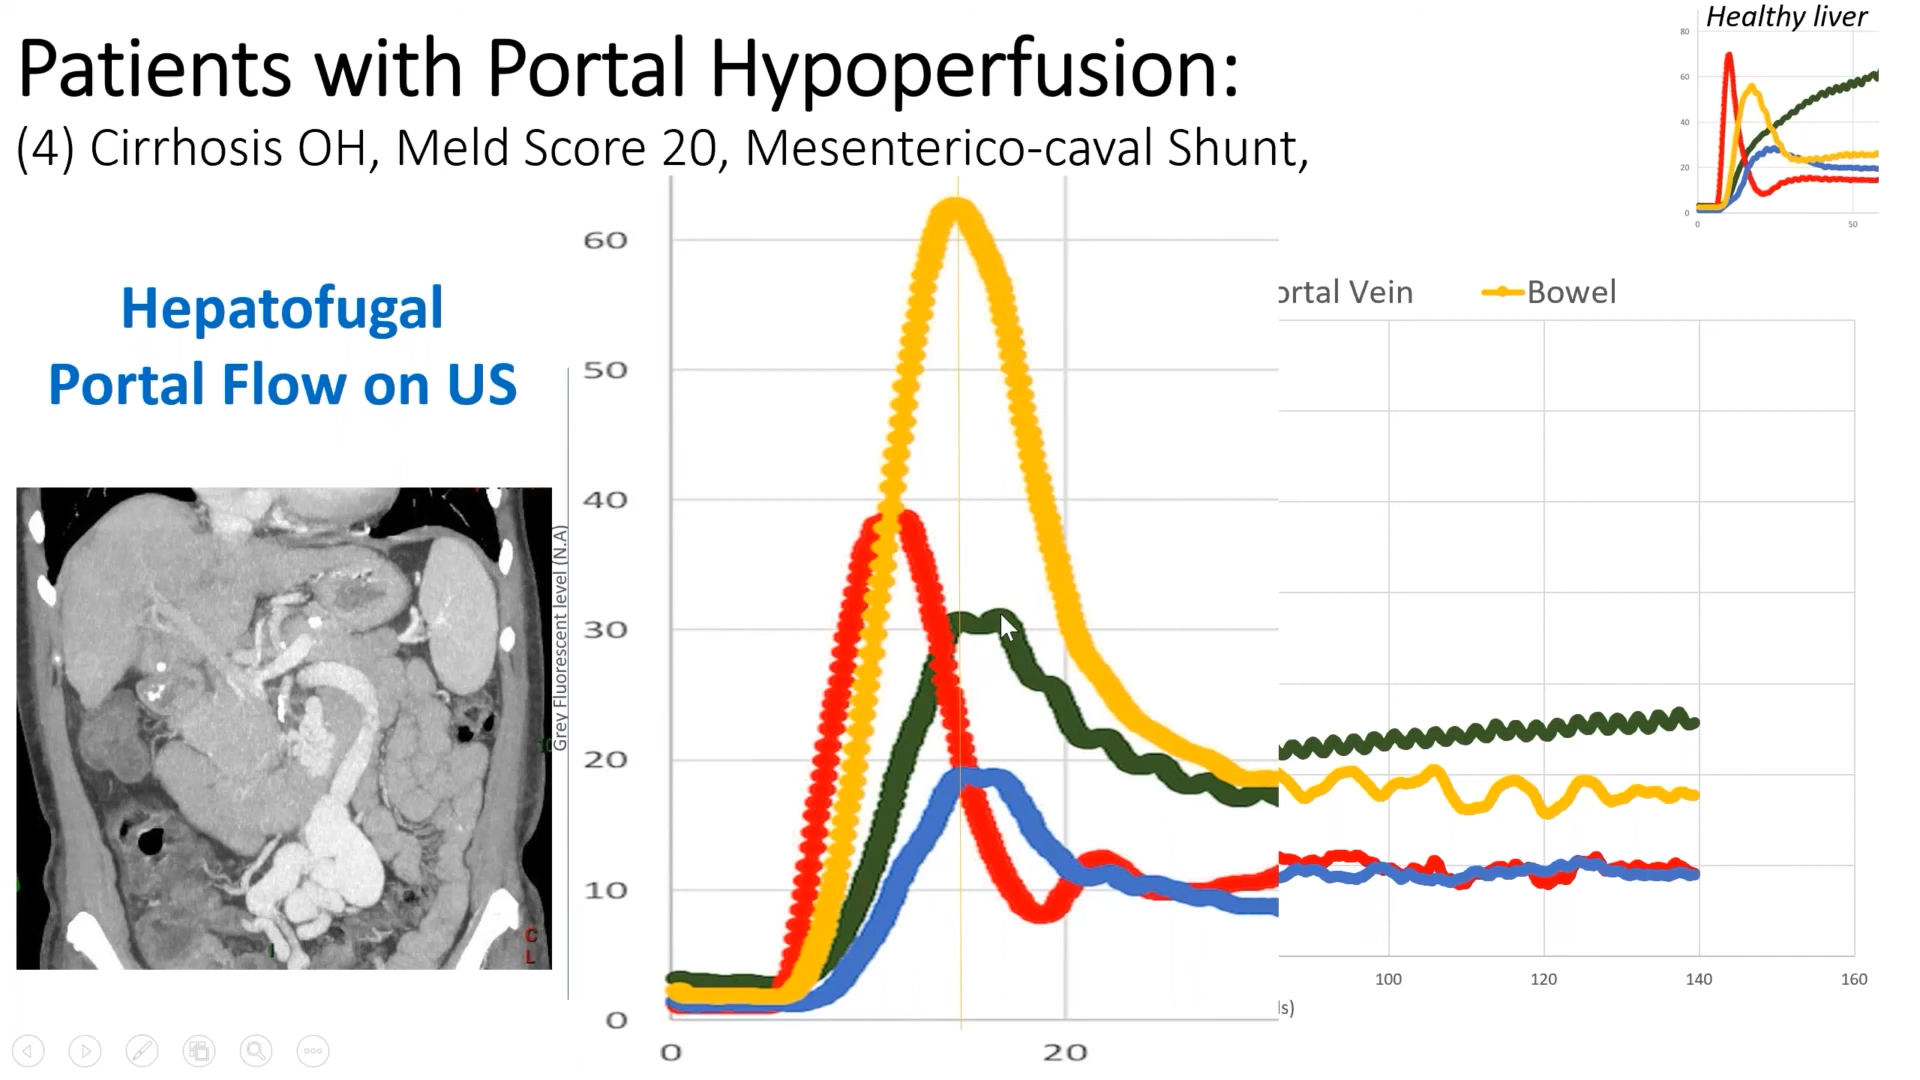 Healthy liver
Patients with Portal Hypoperfusion:
(4) Cirrhosis OH, Meld Score 20, Mesenterico-caval Shunt,
80
60
40
20
0
0
50
Hepatofugal
Portal Flow on US
ortal Vein
Bowel
Grey Fluorescent level (N.A)
60
50
40
30
20
10
0
0
20
100
120
140
160
ls)
C
L